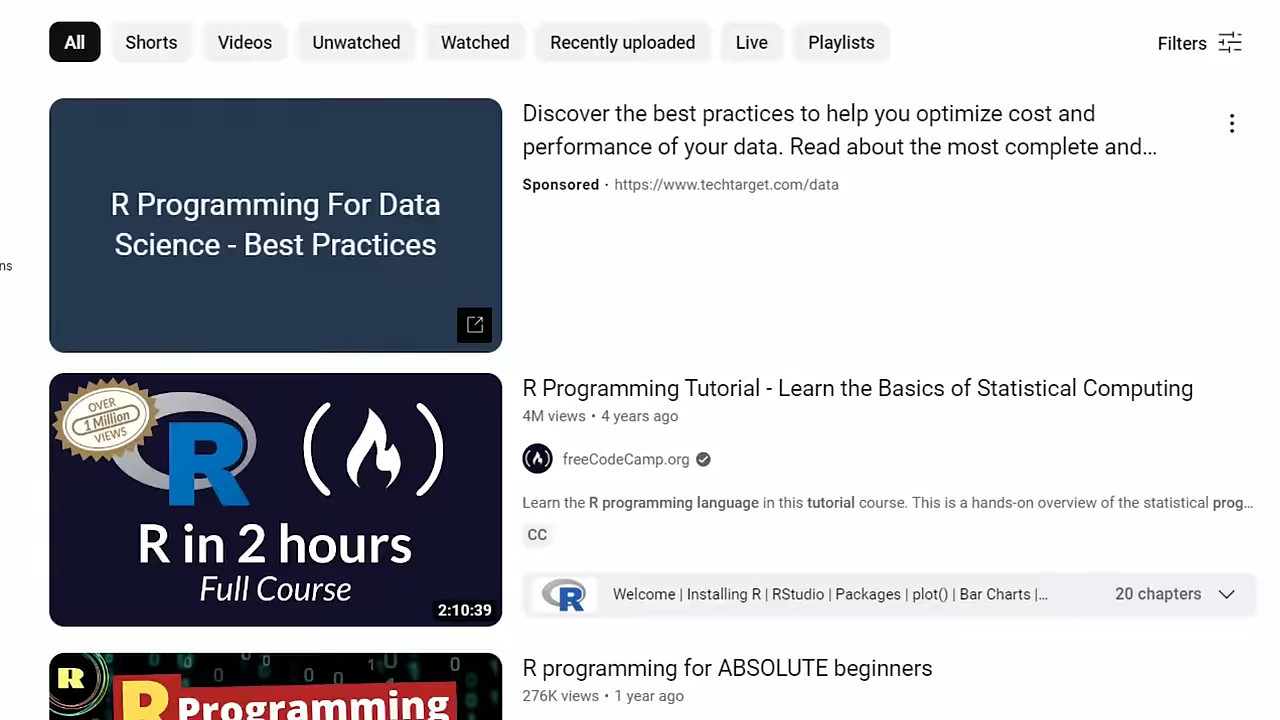 All
Shorts
Videos
Unwatched
Watched
Recently uploaded
Live
Playlists
Filters
ns
R Programming For Data
Science - Best Practices
Discover the best practices to help you optimize cost and
performance of your data. Read about the most complete and...
Sponsored · https://www.techtarget.com/data
OVER
1 Million
VIEWS
R
R in 2 hours
Full Course
2:10:39
R Programming Tutorial - Learn the Basics of Statistical Computing
4M views • 4 years ago
freeCodeCamp.org
Learn the R programming language in this tutorial course. This is a hands-on overview of the statistical prog...
CC
R
Welcome | Installing R | RStudio | Packages | plot() | Bar Charts |...
20 chapters
R
R Programming
R programming for ABSOLUTE beginners
276K views • 1 year ago